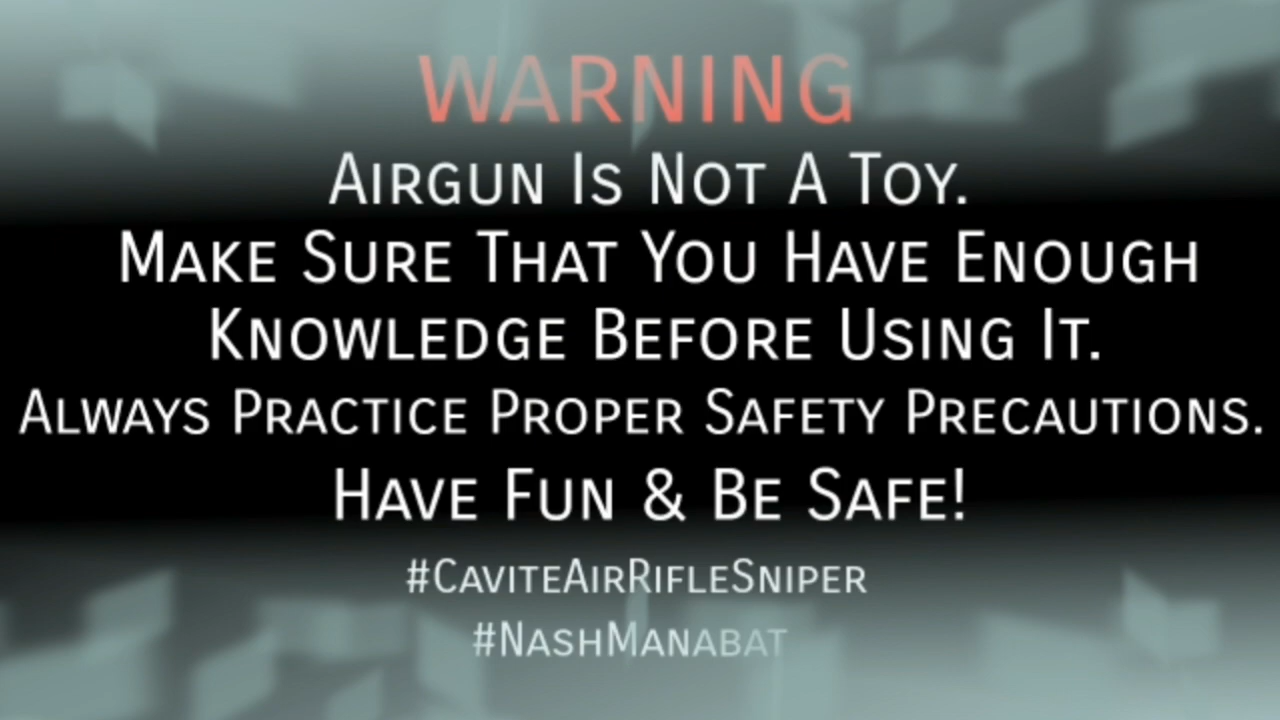 WARNING
AIRGUN IS NOT A TOY.
MAKE SURE THAT YOU HAVE ENOUGH
KNOWLEDGE BEFORE USING IT.
ALWAYS PRACTICE PROPER SAFETY PRECAUTIONS.
HAVE FUN & BE SAFE!
#CAVITEAIRRIFLESNIPER
#NASHMANABAT